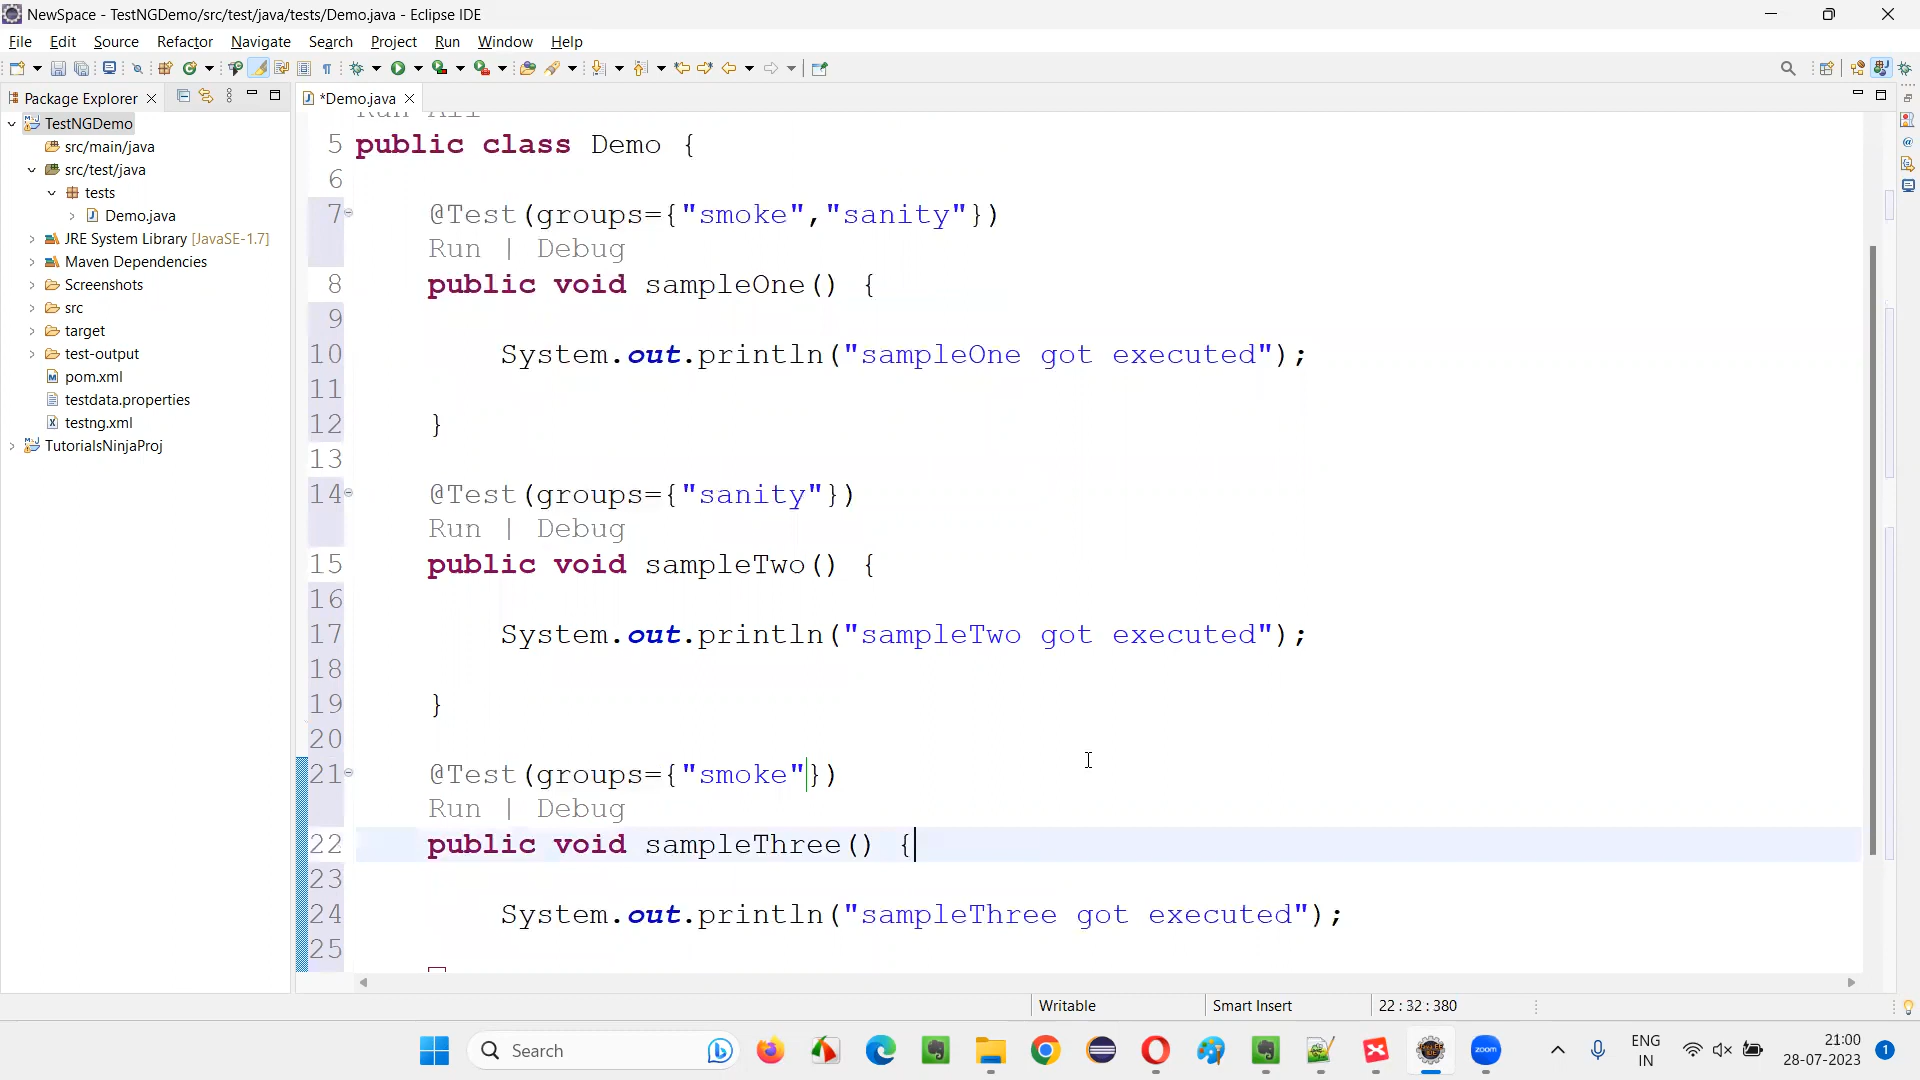 NewSpace - TestNGDemo/src/test/java/tests/Demo.java - Eclipse IDE
File Edit Source Refactor Navigate Search Run Project Run Window Help
Package Explorer
*Demo.java
TestNGDemo
src/main/java
src/test/java
tests
Demo.java
JRE System Library [JavaSE-1.7]
Maven Dependencies
Screenshots
src
target
test-output
pom.xml
testdata.properties
testng.xml
TutorialsNinjaProj
Run All
5 public class Demo {
6
7 @Test(groups={"smoke","sanity"})
Run | Debug
8 public void sampleOne() {
9
10 System.out.println("sampleOne got executed");
11
12 }
13
14 @Test(groups={"sanity"})
Run | Debug
15 public void sampleTwo() {
16
17 System.out.println("sampleTwo got executed");
18
19 }
20
21 @Test(groups={"smoke"})
Run | Debug
22 public void sampleThree() {
23
24 System.out.println("sampleThree got executed");
25
Writable
Smart Insert
22 : 32 : 380
Search
zoom
ENG
IN
21:00
28-07-2023
1